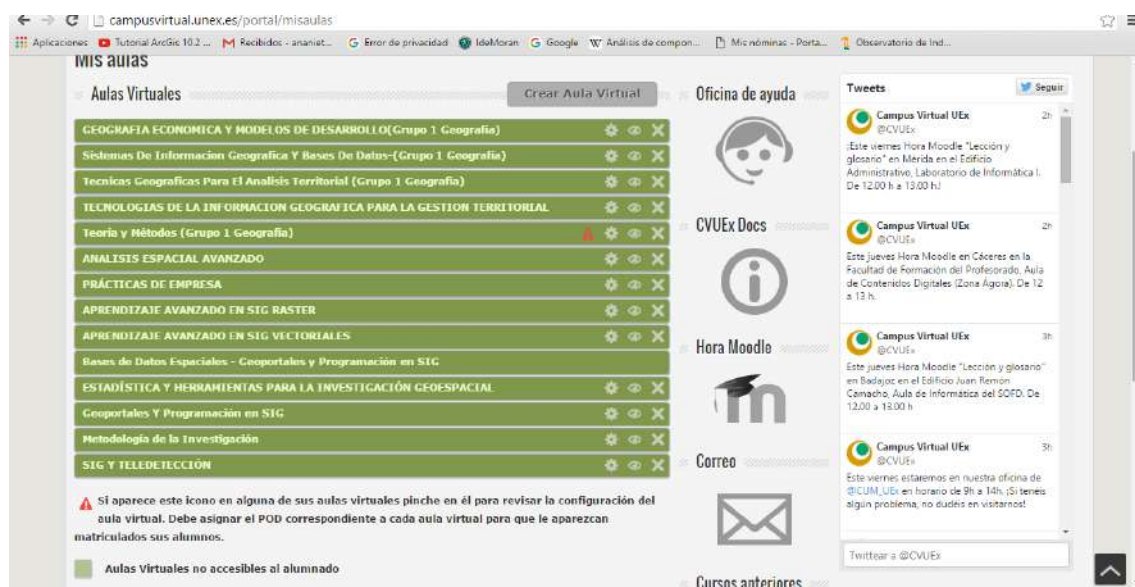 campusvirtual.unex.es/portal/misaulas
Aplicaciones
Tutorial ArcGis 10.2 ...
Recibidos - ananiet...
Error de privacidad
IdeMoran
Google
Análisis de compon...
Mis nóminas - Porta...
Observatorio de Ind...
Mis aulas
Aulas Virtuales
Crear Aula Virtual
GEOGRAFIA ECONOMICA Y MODELOS DE DESARROLLO(Grupo 1 Geografia)
Sistemas De Informacion Geografica Y Bases De Datos-(Grupo 1 Geografia)
Tecnicas Geograficas Para El Analisis Territorial (Grupo 1 Geografia)
TECNOLOGIAS DE LA INFORMACION GEOGRAFICA PARA LA GESTION TERRITORIAL
Teoria y Métodos (Grupo 1 Geografia)
ANALISIS ESPACIAL AVANZADO
PRÁCTICAS DE EMPRESA
APRENDIZAJE AVANZADO EN SIG RASTER
APRENDIZAJE AVANZADO EN SIG VECTORIALES
Bases de Datos Espaciales - Geoportales y Programación en SIG
ESTADÍSTICA Y HERRAMIENTAS PARA LA INVESTIGACIÓN GEOESPACIAL
Geoportales Y Programación en SIG
Metodología de la Investigación
SIG Y TELEDETECCIÓN
Si aparece este icono en alguna de sus aulas virtuales pinche en él para revisar la configuración del
aula virtual. Debe asignar el POD correspondiente a cada aula virtual para que le aparezcan
matriculados sus alumnos.
Aulas Virtuales no accesibles al alumnado
Oficina de ayuda
CVUEx Docs
Hora Moodle
m
Correo
Cursos anteriores
Tweets
Seguir
Campus Virtual UEx
2h
@CVUEx
¡Este viernes Hora Moodle "Lección y
glosario" en Mérida en el Edificio
Administrativo, Laboratorio de Informática I.
De 12.00 h a 13.00 h.!
Campus Virtual UEx
2h
@CVUEx
Este jueves Hora Moodle en Cáceres en la
Facultad de Formación del Profesorado, Aula
de Contenidos Digitales (Zona Ágora). De 12
a 13 h.
Campus Virtual UEx
3h
@CVUEx
Este jueves Hora Moodle "Lección y glosario"
en Badajoz en el Edificio Juan Remón
Camacho, Aula de Informática del SOFD. De
12,00 a 13.00 h
Campus Virtual UEx
3h
@CVUEx
Este viernes estaremos en nuestra oficina de
@CUM_UEx en horario de 9h a 14h. ¡Si tenéis
algún problema, no dudéis en visitarnos!
Twittear a @CVUEx